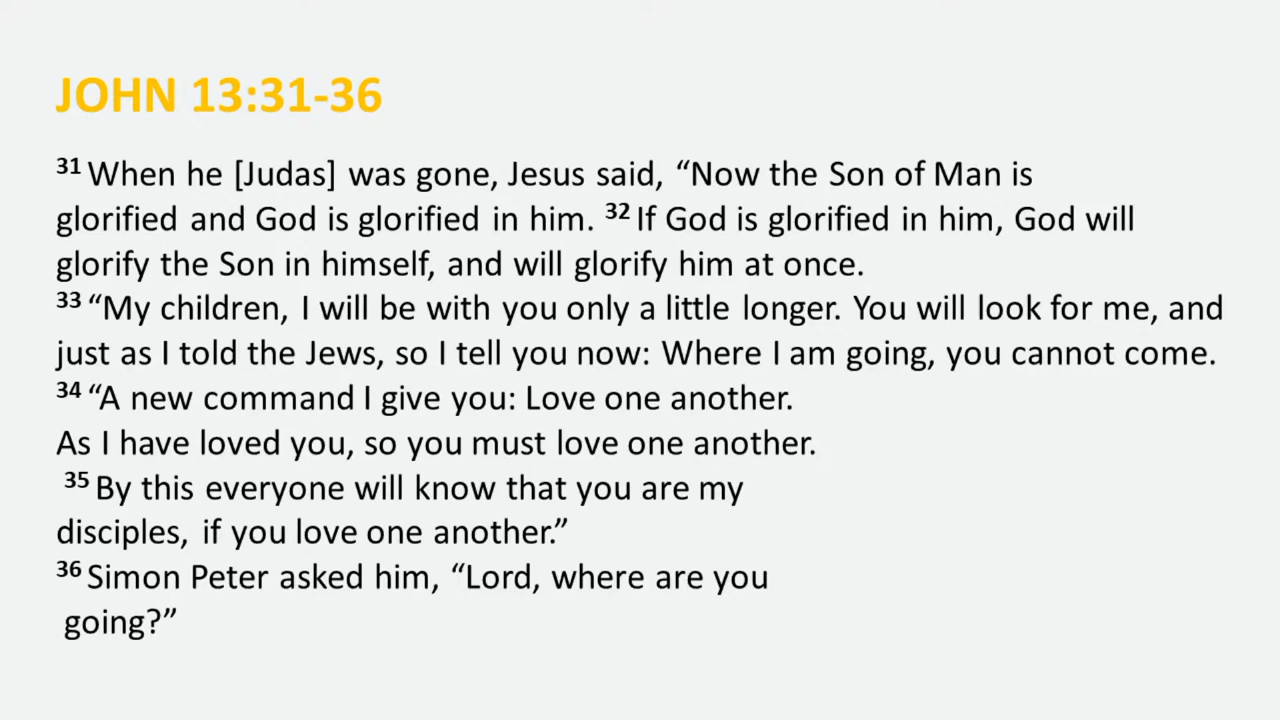 JOHN 13:31-36
31 When he [Judas] was gone, Jesus said, “Now the Son of Man is
glorified and God is glorified in him. 32 If God is glorified in him, God will
glorify the Son in himself, and will glorify him at once.
33 “My children, I will be with you only a little longer. You will look for me, and
just as I told the Jews, so I tell you now: Where I am going, you cannot come.
34 “A new command I give you: Love one another.
As I have loved you, so you must love one another.
35 By this everyone will know that you are my
disciples, if you love one another.”
36 Simon Peter asked him, “Lord, where are you
going?”